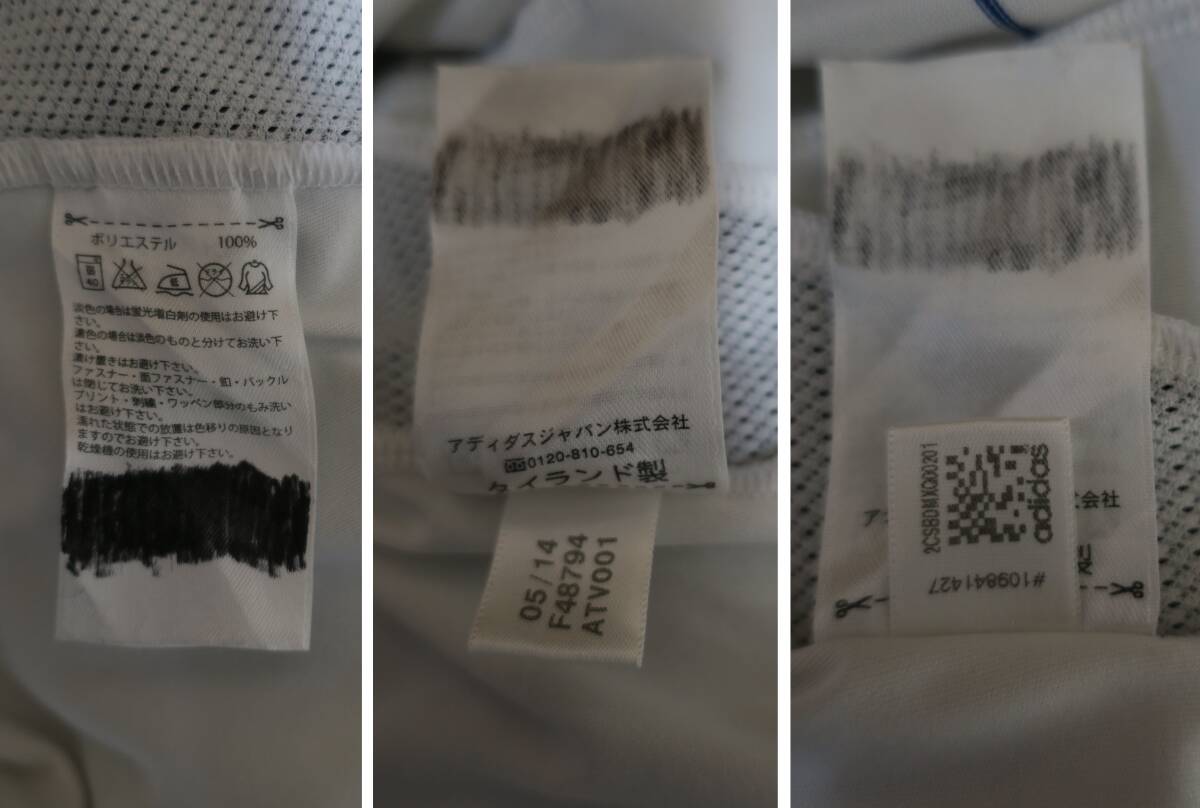 ポリエステル 100%
40
低
淡色の場合は蛍光増白剤の使用はお避け下
さい。
濃色の場合は淡色のものと分けてお洗い下
さい。
漬け置きはお避け下さい。
ファスナー・面ファスナー・釦・バックル
は閉じてお洗い下さい。
プリント・刺繍・ワッペン部分のもみ洗い
はお避け下さい。
濡れた状態での放置は色移りの原因となり
ますのでお避け下さい。
乾燥機の使用はお避け下さい。
アディダスジャパン株式会社
0120-810-654
タイランド製
05/14
F48794
ATV001
2CSBDMXQ00201
adidas
#109841427
ア
式会社